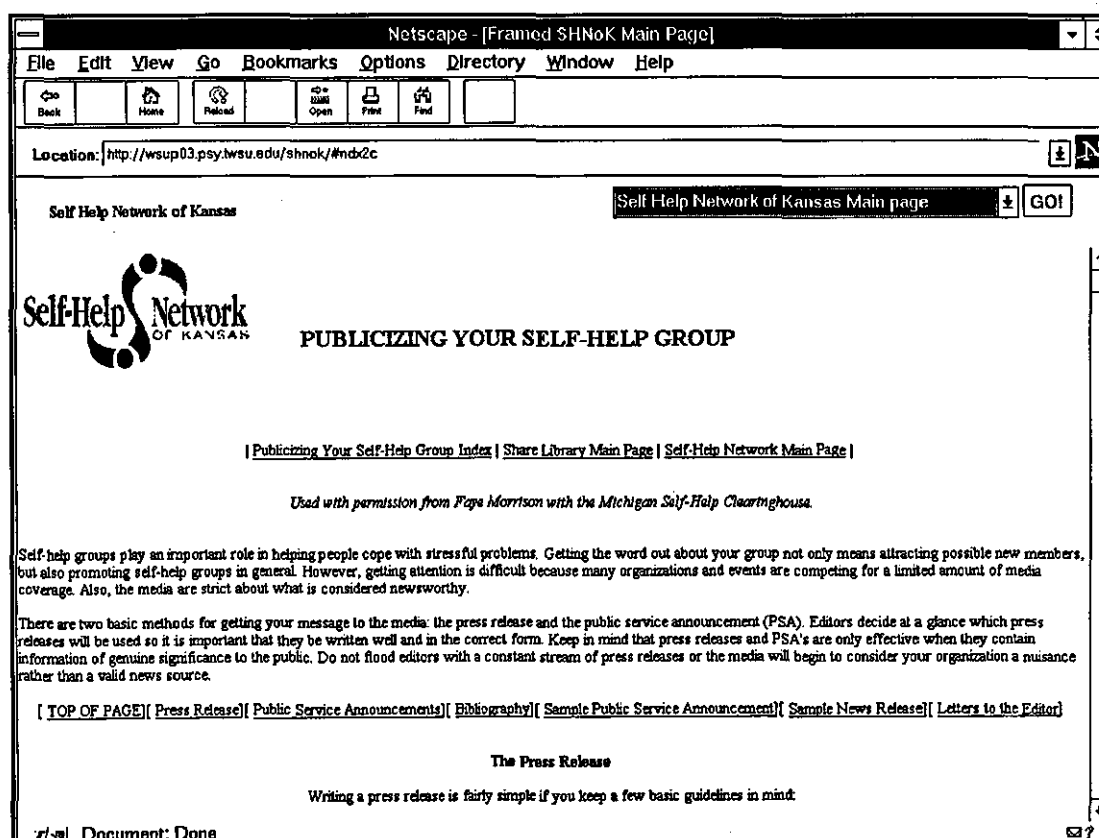 Netscape - [Framed SHNoK Main Page]
File Edit View Go Bookmarks Options Directory Window Help
Back Home Reload Open Print Find
Location: http://wsup03.psy.twsu.edu/shnok/#ndx2c
N
Self Help Network of Kansas
Self Help Network of Kansas Main page
GO!
Self-Help Network
OF KANSAS
PUBLICIZING YOUR SELF-HELP GROUP
| Publicizing Your Self-Help Group Index | Share Library Main Page | Self-Help Network Main Page |
Used with permission from Faye Morrison with the Michigan Self-Help Clearinghouse.
Self-help groups play an important role in helping people cope with stressful problems. Getting the word out about your group not only means attracting possible new members,
but also promoting self-help groups in general. However, getting attention is difficult because many organizations and events are competing for a limited amount of media
coverage. Also, the media are strict about what is considered newsworthy.
There are two basic methods for getting your message to the media: the press release and the public service announcement (PSA). Editors decide at a glance which press
releases will be used so it is important that they be written well and in the correct form. Keep in mind that press releases and PSA's are only effective when they contain
information of genuine significance to the public. Do not flood editors with a constant stream of press releases or the media will begin to consider your organization a nuisance
rather than a valid news source.
[ TOP OF PAGE][ Press Release][ Public Service Announcements][ Bibliography][ Sample Public Service Announcement][ Sample News Release][ Letters to the Editor]
The Press Release
Writing a press release is fairly simple if you keep a few basic guidelines in mind:
Document: Done